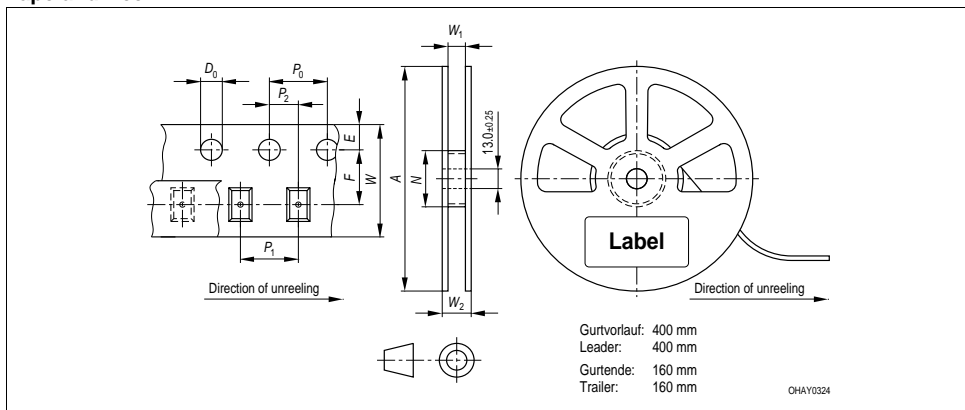 W1
D0
P0
P2
E
F
W
A
N
13.0±0.25
P1
W2
Label
Direction of unreeling
Direction of unreeling
Gurtvorlauf: 400 mm
Leader: 400 mm
Gurtende: 160 mm
Trailer: 160 mm
OHAY0324